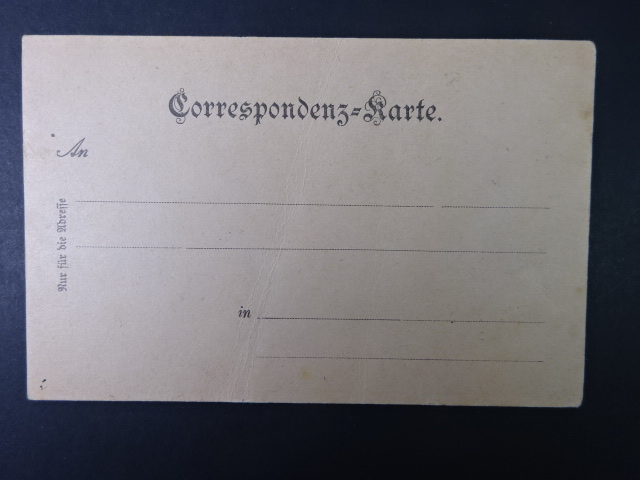 Correspondenz-Karte.
An
Nur für die Adresse
in